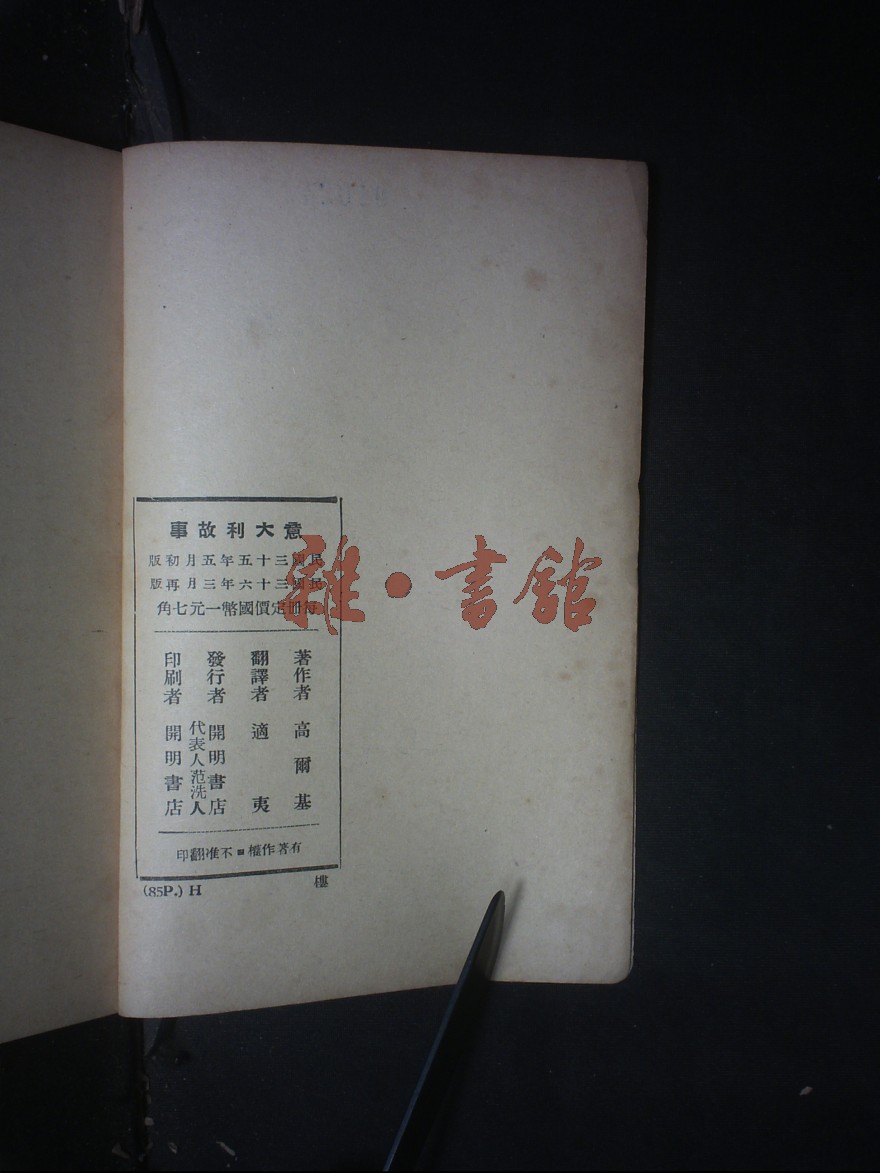 意大利故事
民國三十五年五月初版
民國三十六年三月再版
每冊定價國幣一元七角
著作者 高爾基
翻譯者 適夷
發行者 開明書店
代表人范洗人
印刷者 開明書店
有著作權■不准翻印
(85P.) H
樓
雜·書館